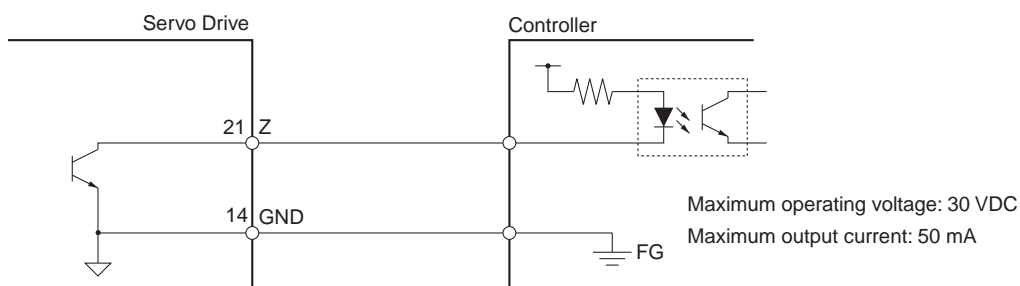 Servo Drive
Controller
21 Z
14 GND
FG
Maximum operating voltage: 30 VDC
Maximum output current: 50 mA